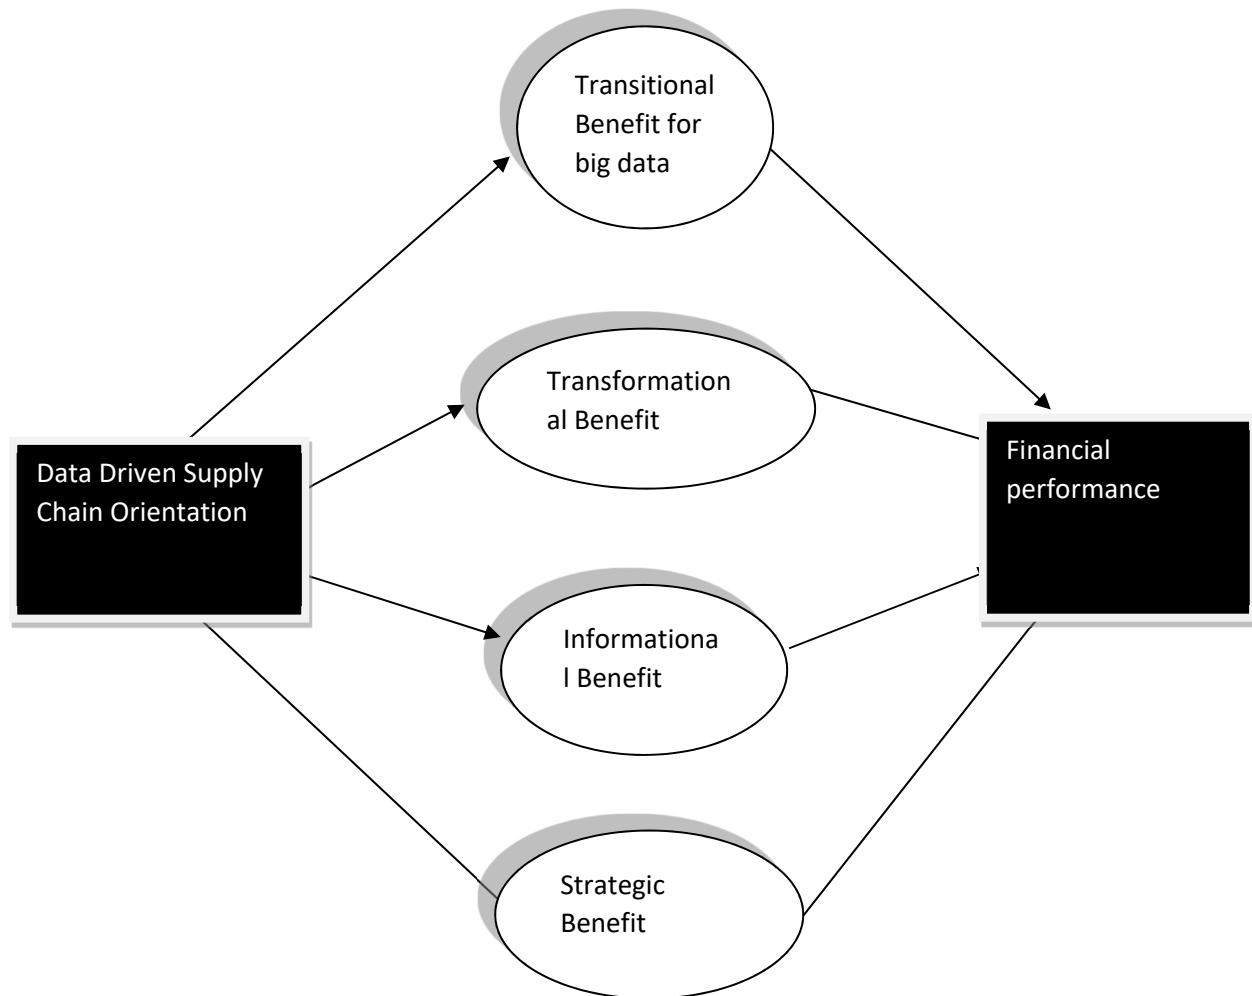 Transitional
Benefit for
big data
Transformation
al Benefit
Data Driven Supply
Chain Orientation
Financial
performance
Informationa
l Benefit
Strategic
Benefit